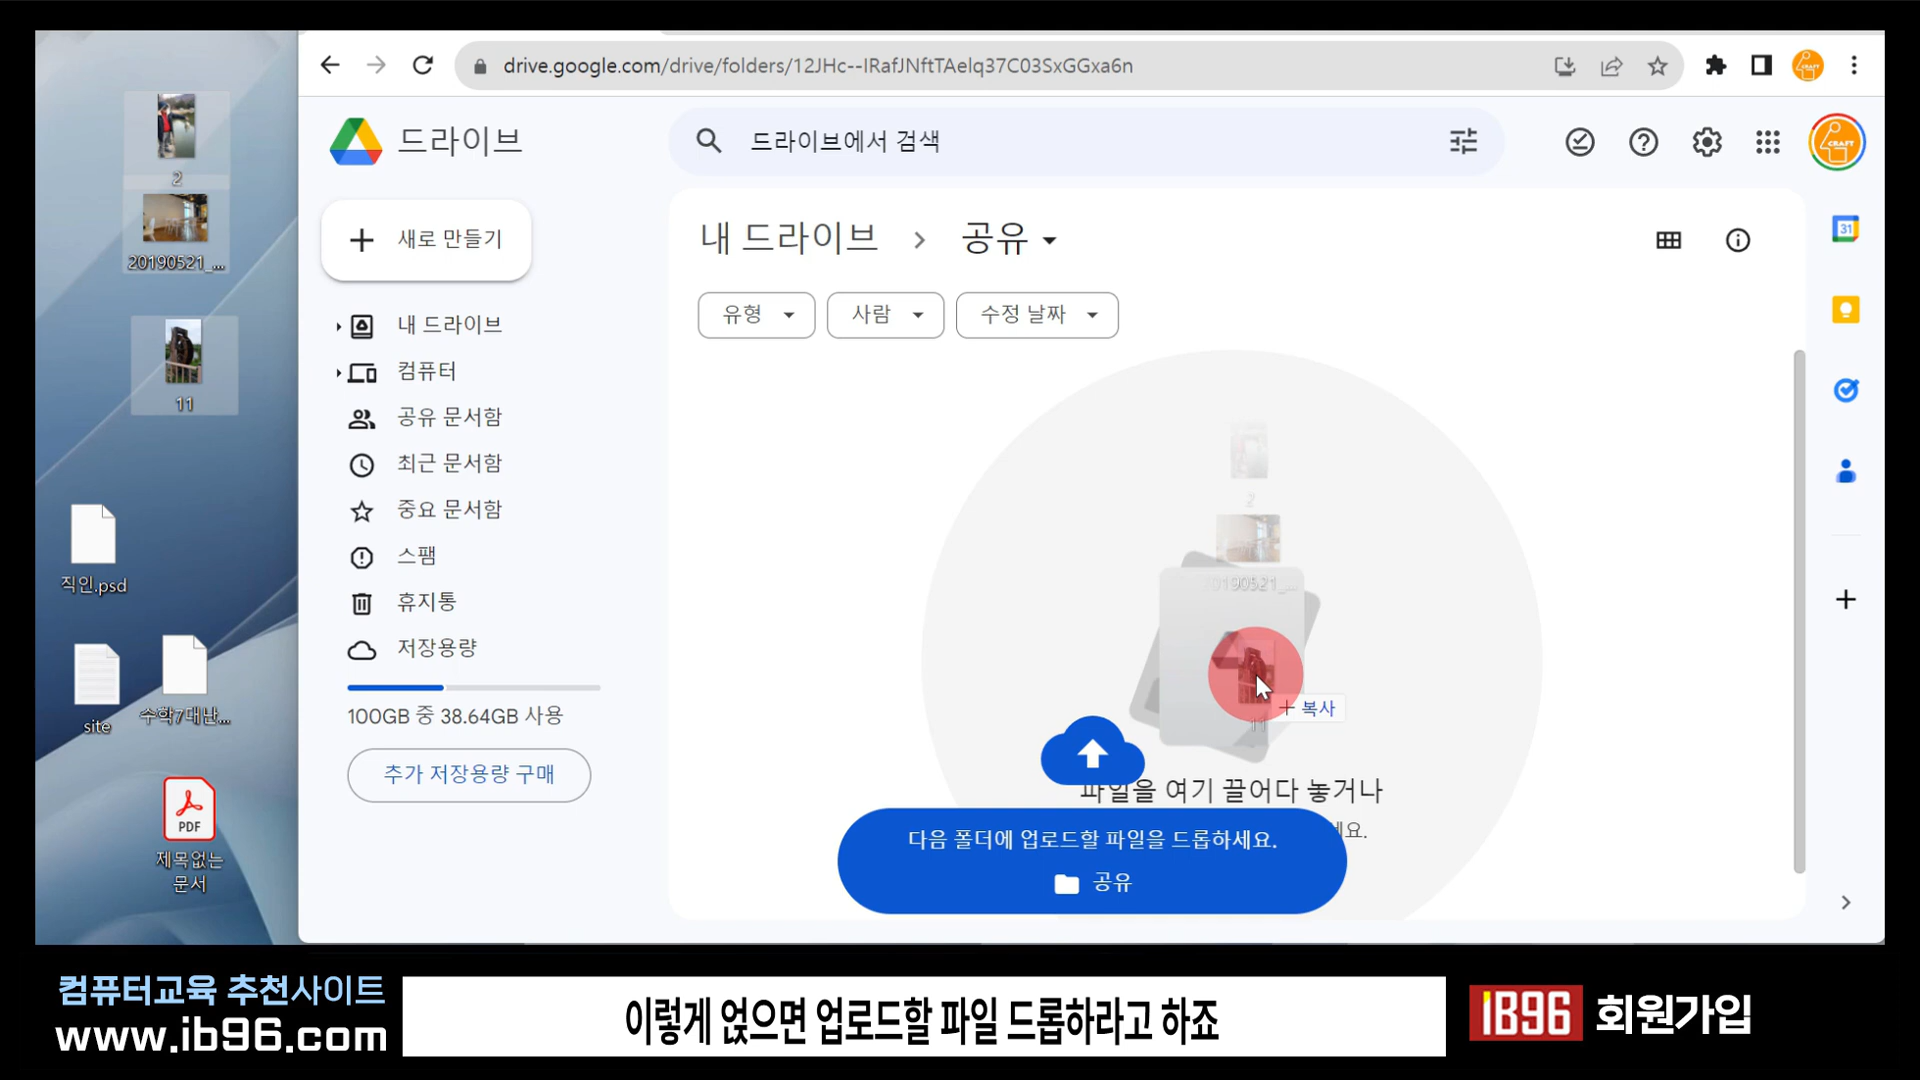 drive.google.com/drive/folders/12JHc--IRafJNftTAelq37C03SxGGxa6n
드라이브
드라이브에서 검색
CRAFT
2
20190521_...
11
직인.psd
site
수학7대난...
PDF
제목없는
문서
새로 만들기
내 드라이브
컴퓨터
공유 문서함
최근 문서함
중요 문서함
스팸
휴지통
저장용량
100GB 중 38.64GB 사용
추가 저장용량 구매
내 드라이브 > 공유
유형
사람
수정 날짜
2
20190521_...
11
+ 복사
파일을 여기 끌어다 놓거나
세요.
다음 폴더에 업로드할 파일을 드롭하세요.
공유
31
컴퓨터교육 추천사이트
www.ib96.com
이렇게 얹으면 업로드할 파일 드롭하라고 하죠
IB96 회원가입